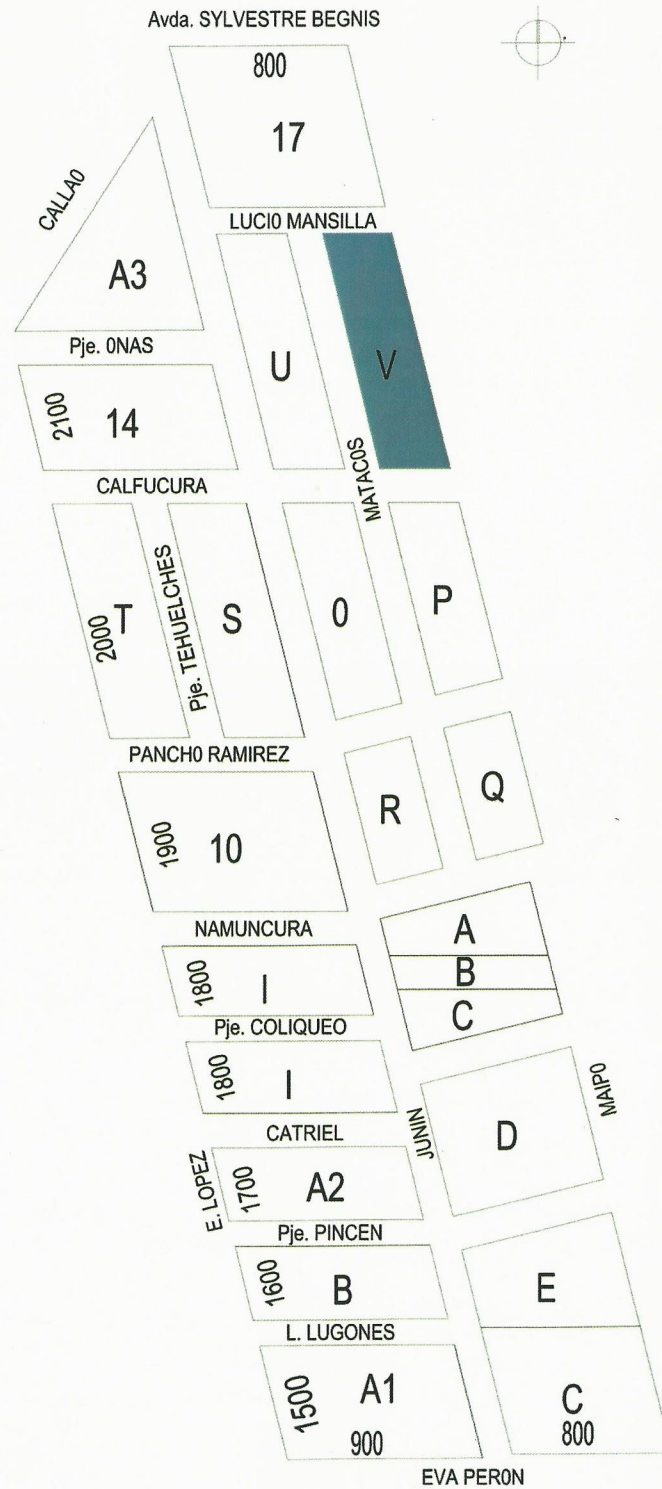 Avda. SYLVESTRE BEGNIS
800
17
CALLA0
LUCI0 MANSILLA
A3
Pje. 0NAS
U
V
2100
14
MATAC0S
CALFUCURA
T
2000
Pje. TEHUELCHES
S
0
P
PANCH0 RAMIREZ
R
Q
1900
10
NAMUNCURA
A
B
C
1800
I
Pje. COLIQUEO
1800
I
JUNIN
MAIP0
D
CATRIEL
E. LOPEZ
1700
A2
Pje. PINCEN
1600
B
E
L. LUGONES
1500
A1
900
C
800
EVA PER0N